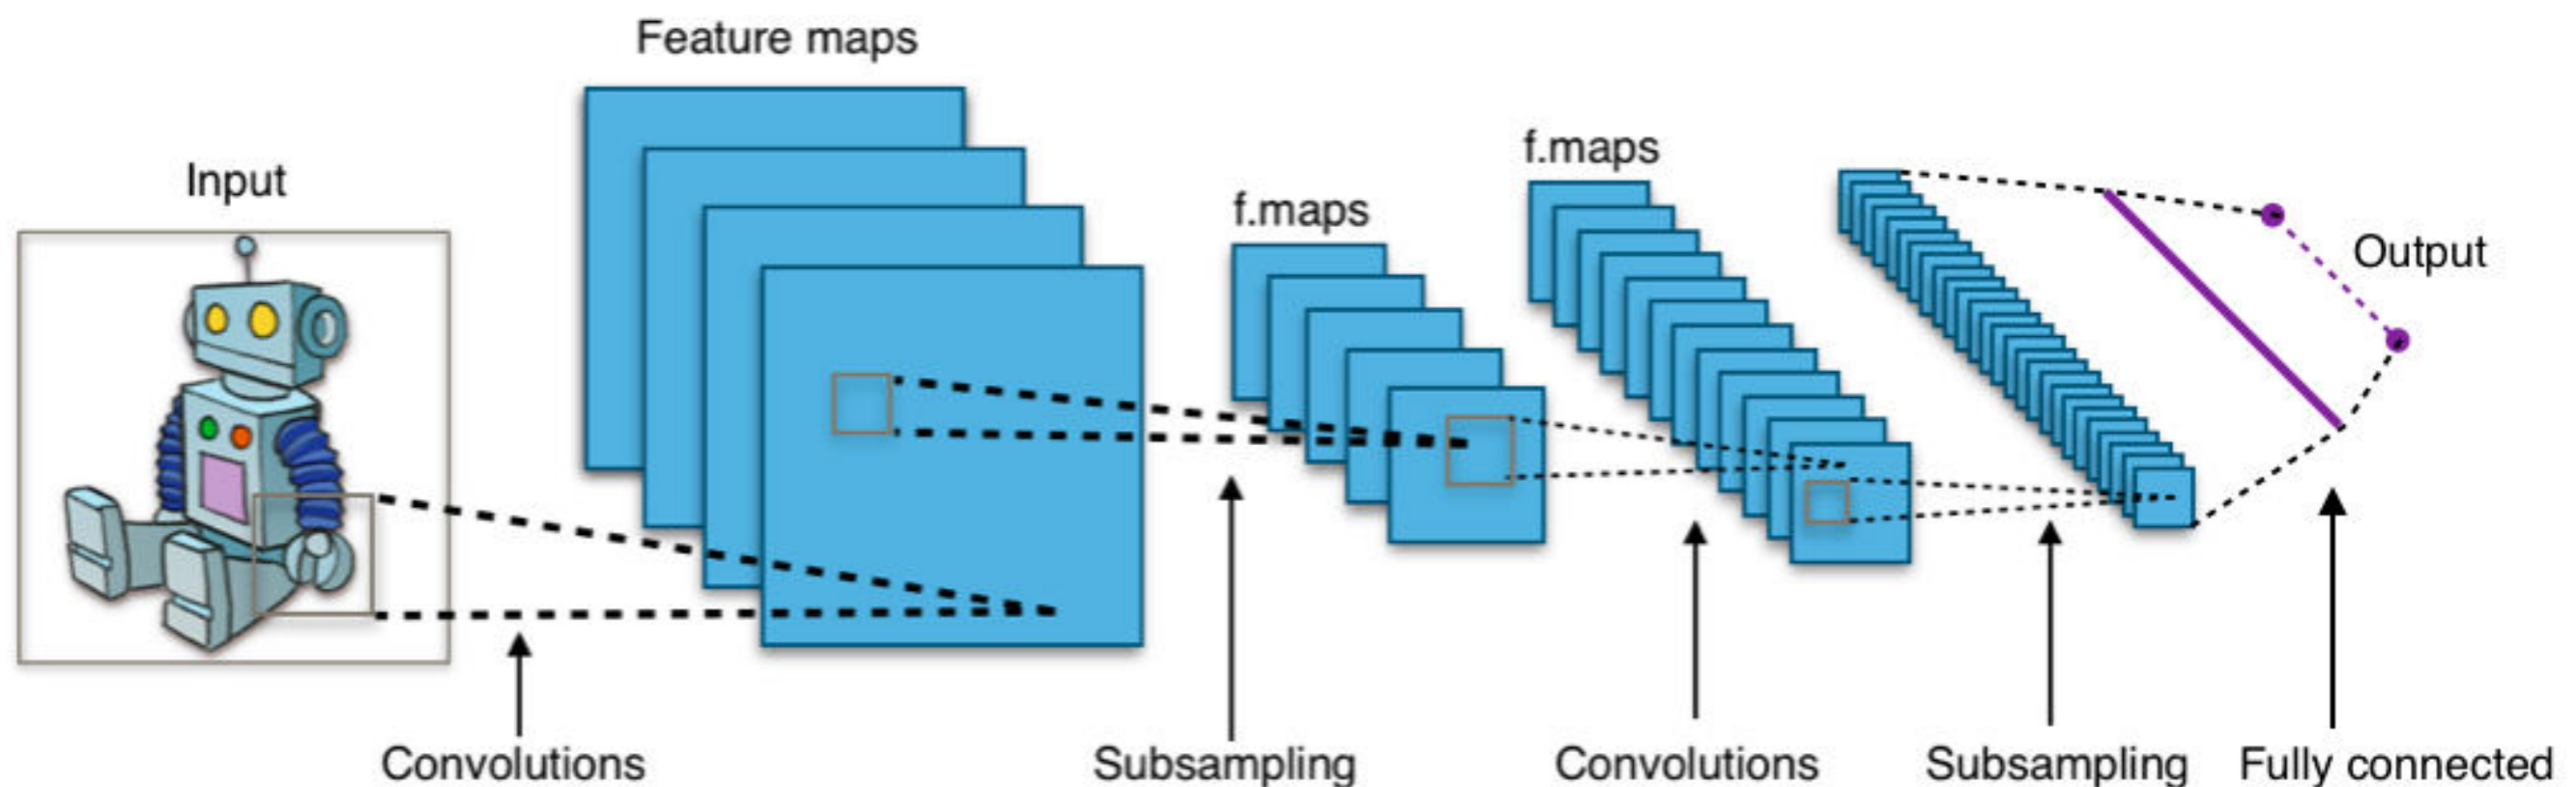 Feature maps
f.maps
Input
f.maps
Output
Convolutions
Subsampling
Convolutions
Subsampling
Fully connected